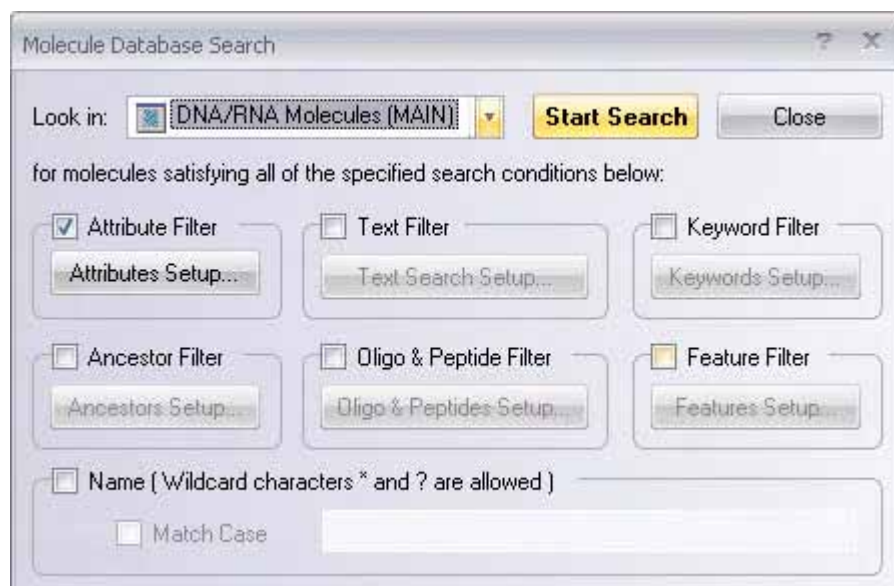 Molecule Database Search ? X
Look in: DNA/RNA Molecules (MAIN) Start Search Close
for molecules satisfying all of the specified search conditions below:
Attribute Filter Text Filter Keyword Filter
Attributes Setup... Text Search Setup... Keywords Setup...
Ancestor Filter Oligo & Peptide Filter Feature Filter
Ancestors Setup... Oligo & Peptides Setup... Features Setup...
Name ( Wildcard characters * and ? are allowed )
Match Case